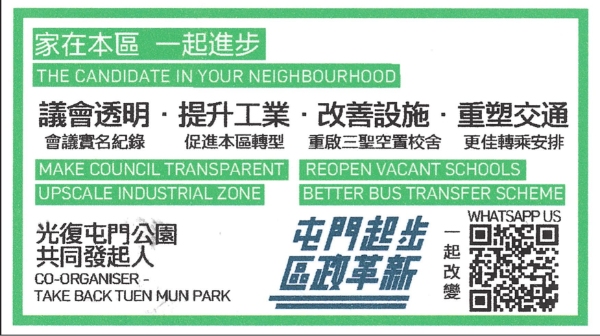 家在本區 一起進步
THE CANDIDATE IN YOUR NEIGHBOURHOOD
議會透明・提升工業・改善設施・重塑交通
會議實名紀錄 促進本區轉型 重啟三聖空置校舍 更佳轉乘安排
MAKE COUNCIL TRANSPARENT REOPEN VACANT SCHOOLS
UPSCALE INDUSTRIAL ZONE BETTER BUS TRANSFER SCHEME
光復屯門公園
共同發起人
CO-ORGANISER -
TAKE BACK TUEN MUN PARK
屯門起步
區政革新
一起改變
WHATSAPP US